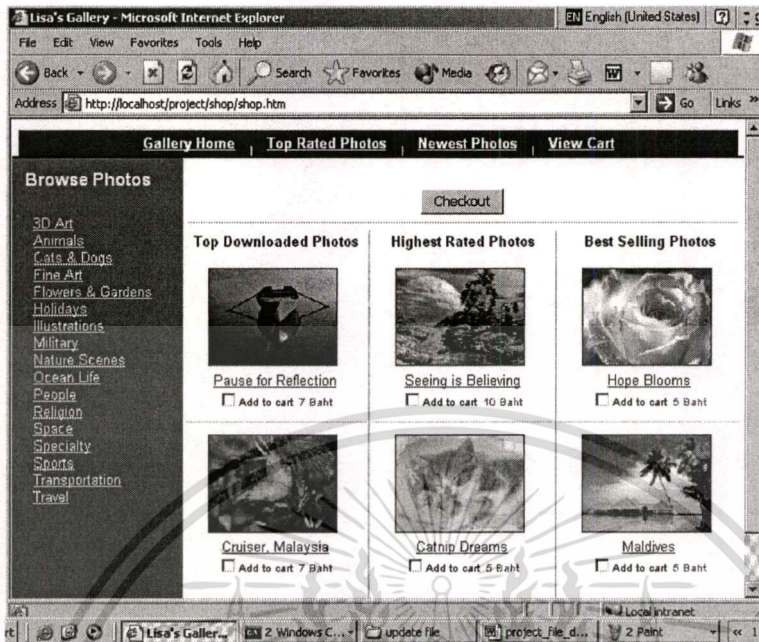 Lisa's Gallery - Microsoft Internet Explorer
EN English (United States)
File Edit View Favorites Tools Help
Back Search Favorites Media
Address http://localhost/project/shop/shop.htm Go Links »
Gallery Home | Top Rated Photos | Newest Photos | View Cart
Browse Photos
3D Art
Animals
Cats & Dogs
Fine Art
Flowers & Gardens
Holidays
Illustrations
Military
Nature Scenes
Ocean Life
People
Religion
Space
Specialty
Sports
Transportation
Travel
Checkout
Top Downloaded Photos Highest Rated Photos Best Selling Photos
Pause for Reflection Seeing is Believing Hope Blooms
Add to cart 7 Baht Add to cart 10 Baht Add to cart 5 Baht
Cruiser, Malaysia Catnip Dreams Maldives
Add to cart 7 Baht Add to cart 5 Baht Add to cart 5 Baht
Local intranet
Lisa's Galler... 2 Windows C... update file project_file_d... 2 Paint